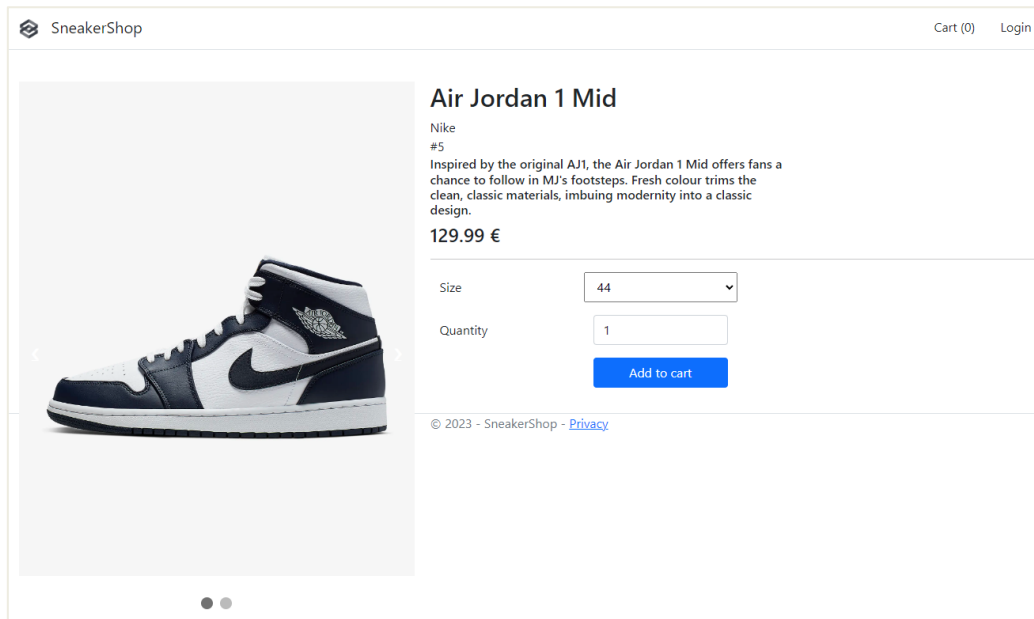 SneakerShop
Cart (0)
Login
Air Jordan 1 Mid
Nike
#5
Inspired by the original AJ1, the Air Jordan 1 Mid offers fans a
chance to follow in MJ's footsteps. Fresh colour trims the
clean, classic materials, imbuing modernity into a classic
design.
129.99 €
Size
44
Quantity
1
Add to cart
© 2023 - SneakerShop - Privacy